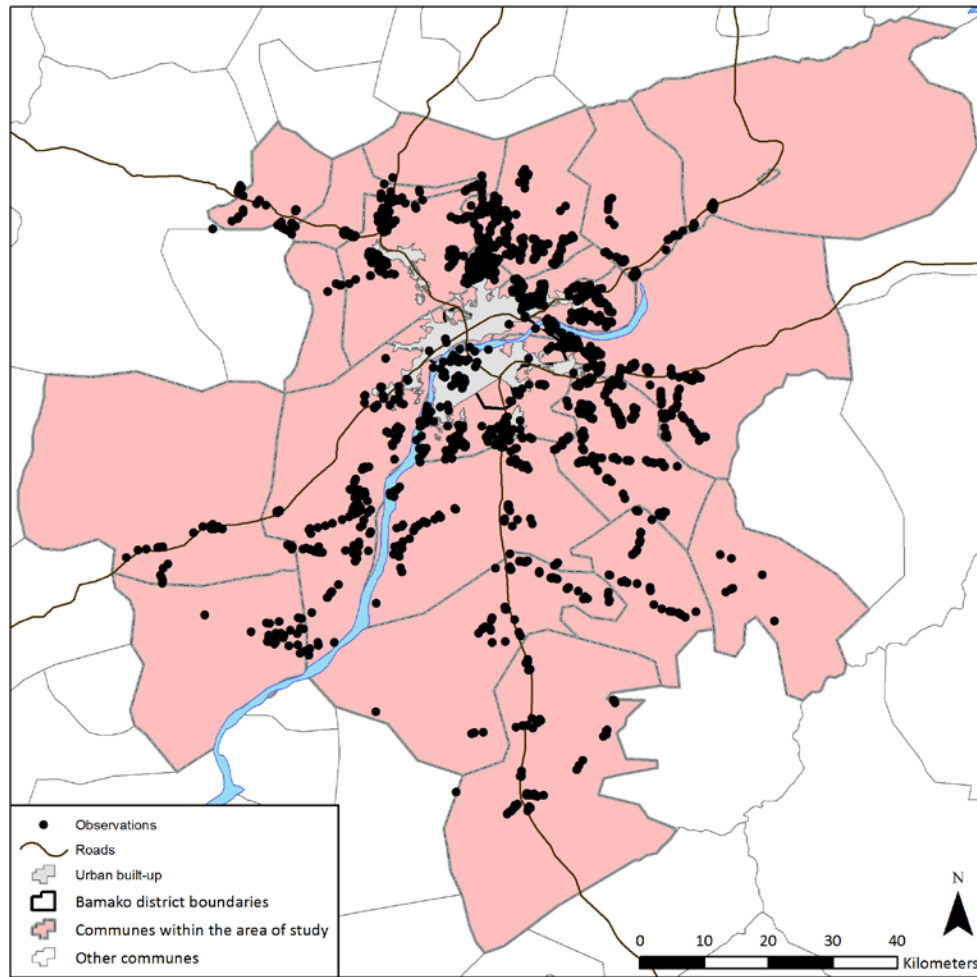 Observations
Roads
Urban built-up
Bamako district boundaries
Communes within the area of study
Other communes
N
0 10 20 30 40
Kilometers